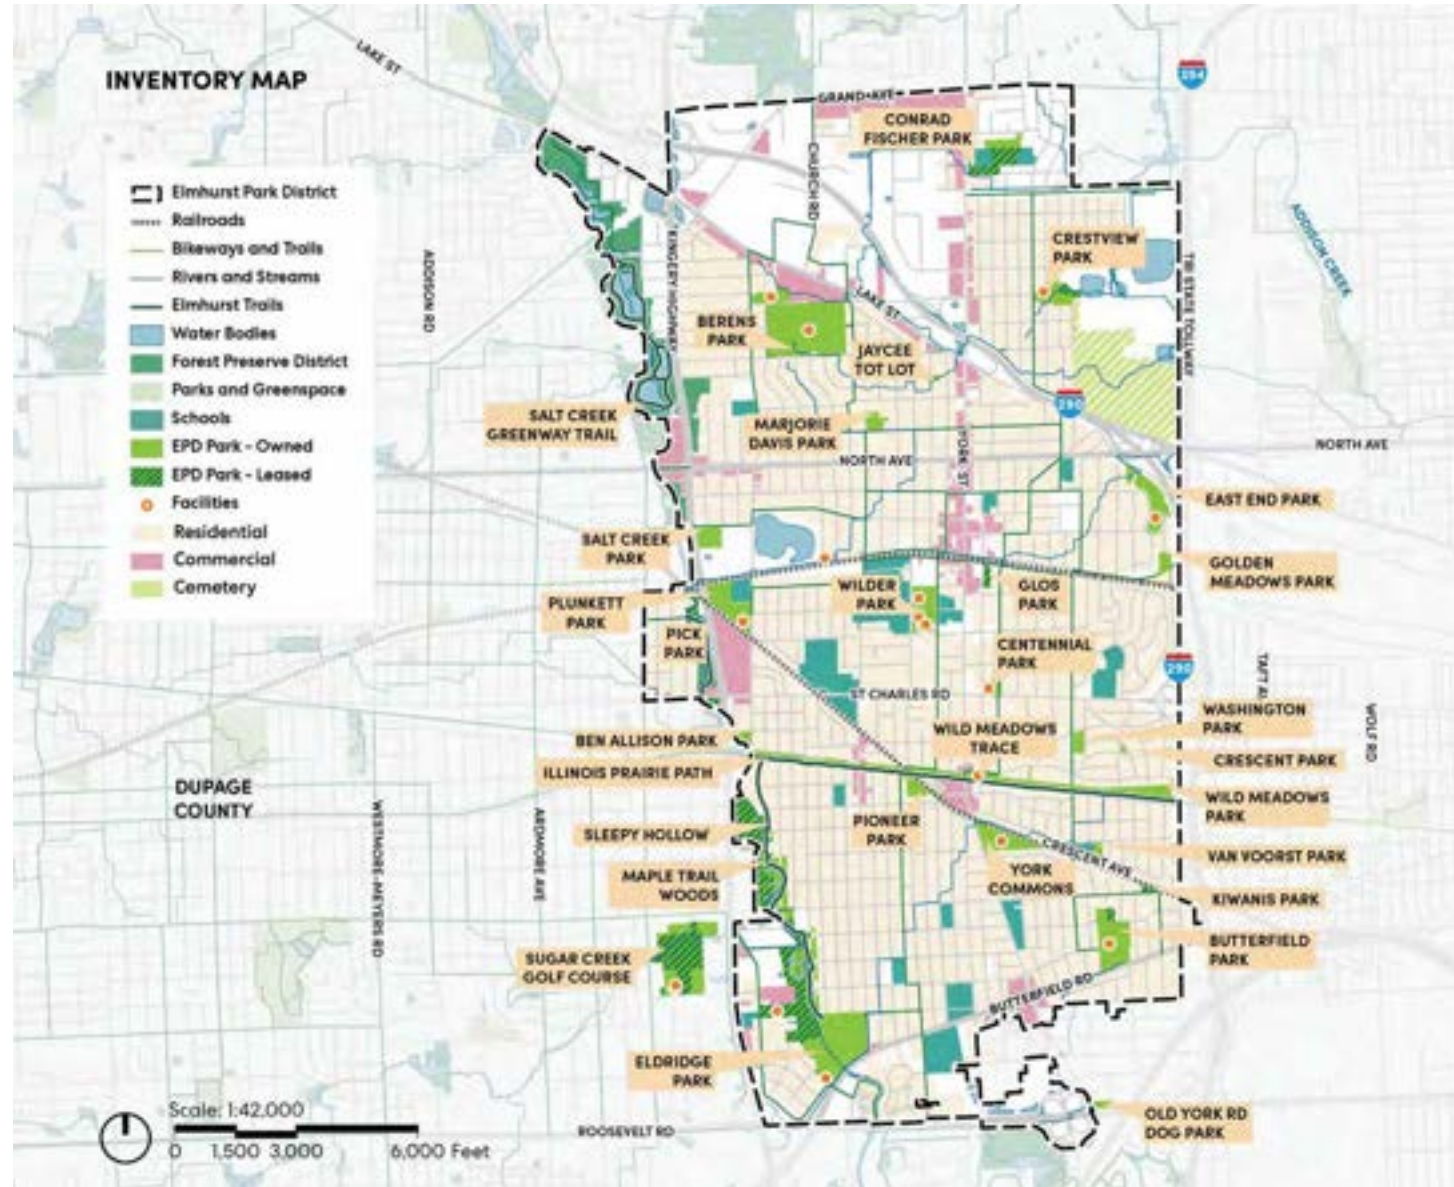 INVENTORY MAP
Elmhurst Park District
Railroads
Bikeways and Trails
Rivers and Streams
Elmhurst Trails
Water Bodies
Forest Preserve District
Parks and Greenspace
Schools
EPD Park - Owned
EPD Park - Leased
Facilities
Residential
Commercial
Cemetery
LAKE ST
GRAND AVE
294
CONRAD
FISCHER PARK
CHURCH RD
KINGERY HIGHWAY
ADDISON RD
ADDISON CREEK
CRESTVIEW
PARK
TRI STATE TOLLWAY
BERENS
PARK
LAKE ST
JAYCEE
TOT LOT
290
SALT CREEK
GREENWAY TRAIL
MARJORIE
DAVIS PARK
YORK ST
NORTH AVE
NORTH AVE
EAST END PARK
SALT CREEK
PARK
GOLDEN
MEADOWS PARK
PLUNKETT
PARK
WILDER
PARK
GLOS
PARK
PICK
PARK
CENTENNIAL
PARK
290
ST CHARLES RD
WOLF RD
WASHINGTON
PARK
BEN ALLISON PARK
WILD MEADOWS
TRACE
CRESCENT PARK
ILLINOIS PRAIRIE PATH
DUPAGE
COUNTY
WILD MEADOWS
PARK
WESTMORE-MEYERS RD
ARDMORE AVE
SLEEPY HOLLOW
PIONEER
PARK
CRESCENT AVE
VAN VOORST PARK
MAPLE TRAIL
WOODS
YORK
COMMONS
KIWANIS PARK
BUTTERFIELD
PARK
SUGAR CREEK
GOLF COURSE
BUTTERFIELD RD
ELDRIDGE
PARK
OLD YORK RD
DOG PARK
ROOSEVELT RD
Scale: 1:42,000
0 1,500 3,000 6,000 Feet